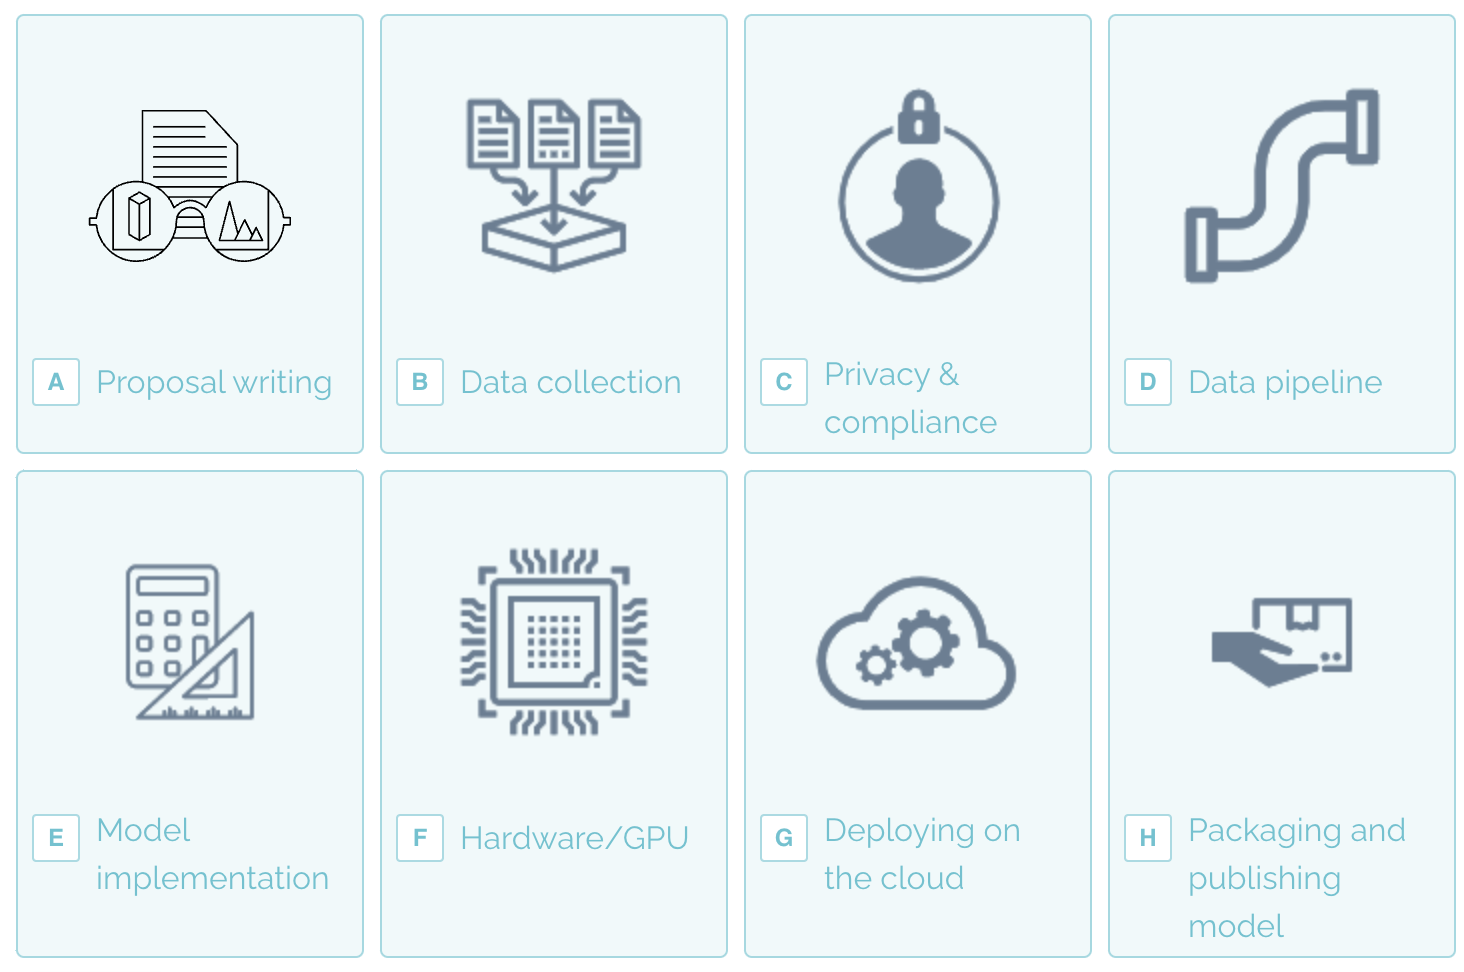 A Proposal writing
B Data collection
C Privacy &
compliance
D Data pipeline
E Model
implementation
F Hardware/GPU
G Deploying on
the cloud
H Packaging and
publishing
model